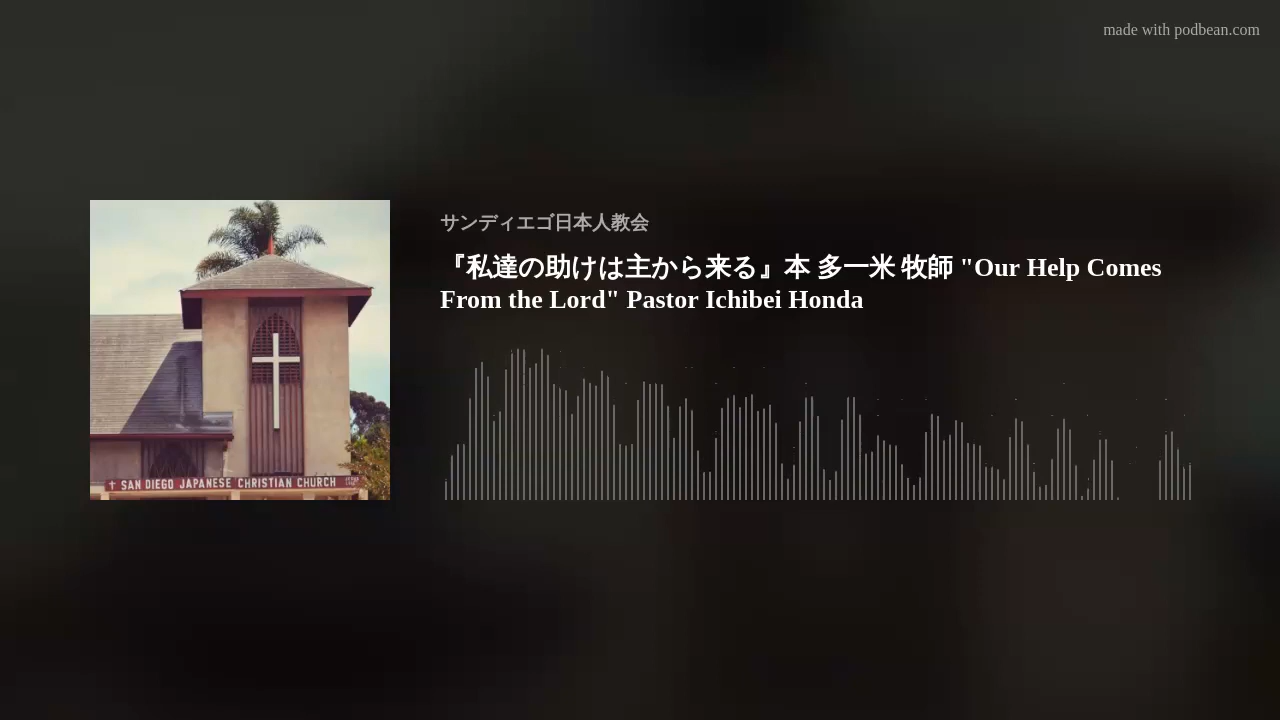 made with podbean.com
サンディエゴ日本人教会
『私達の助けは主から来る』本 多一米 牧師 "Our Help Comes
From the Lord" Pastor Ichibei Honda
SAN DIEGO JAPANESE CHRISTIAN CHURCH